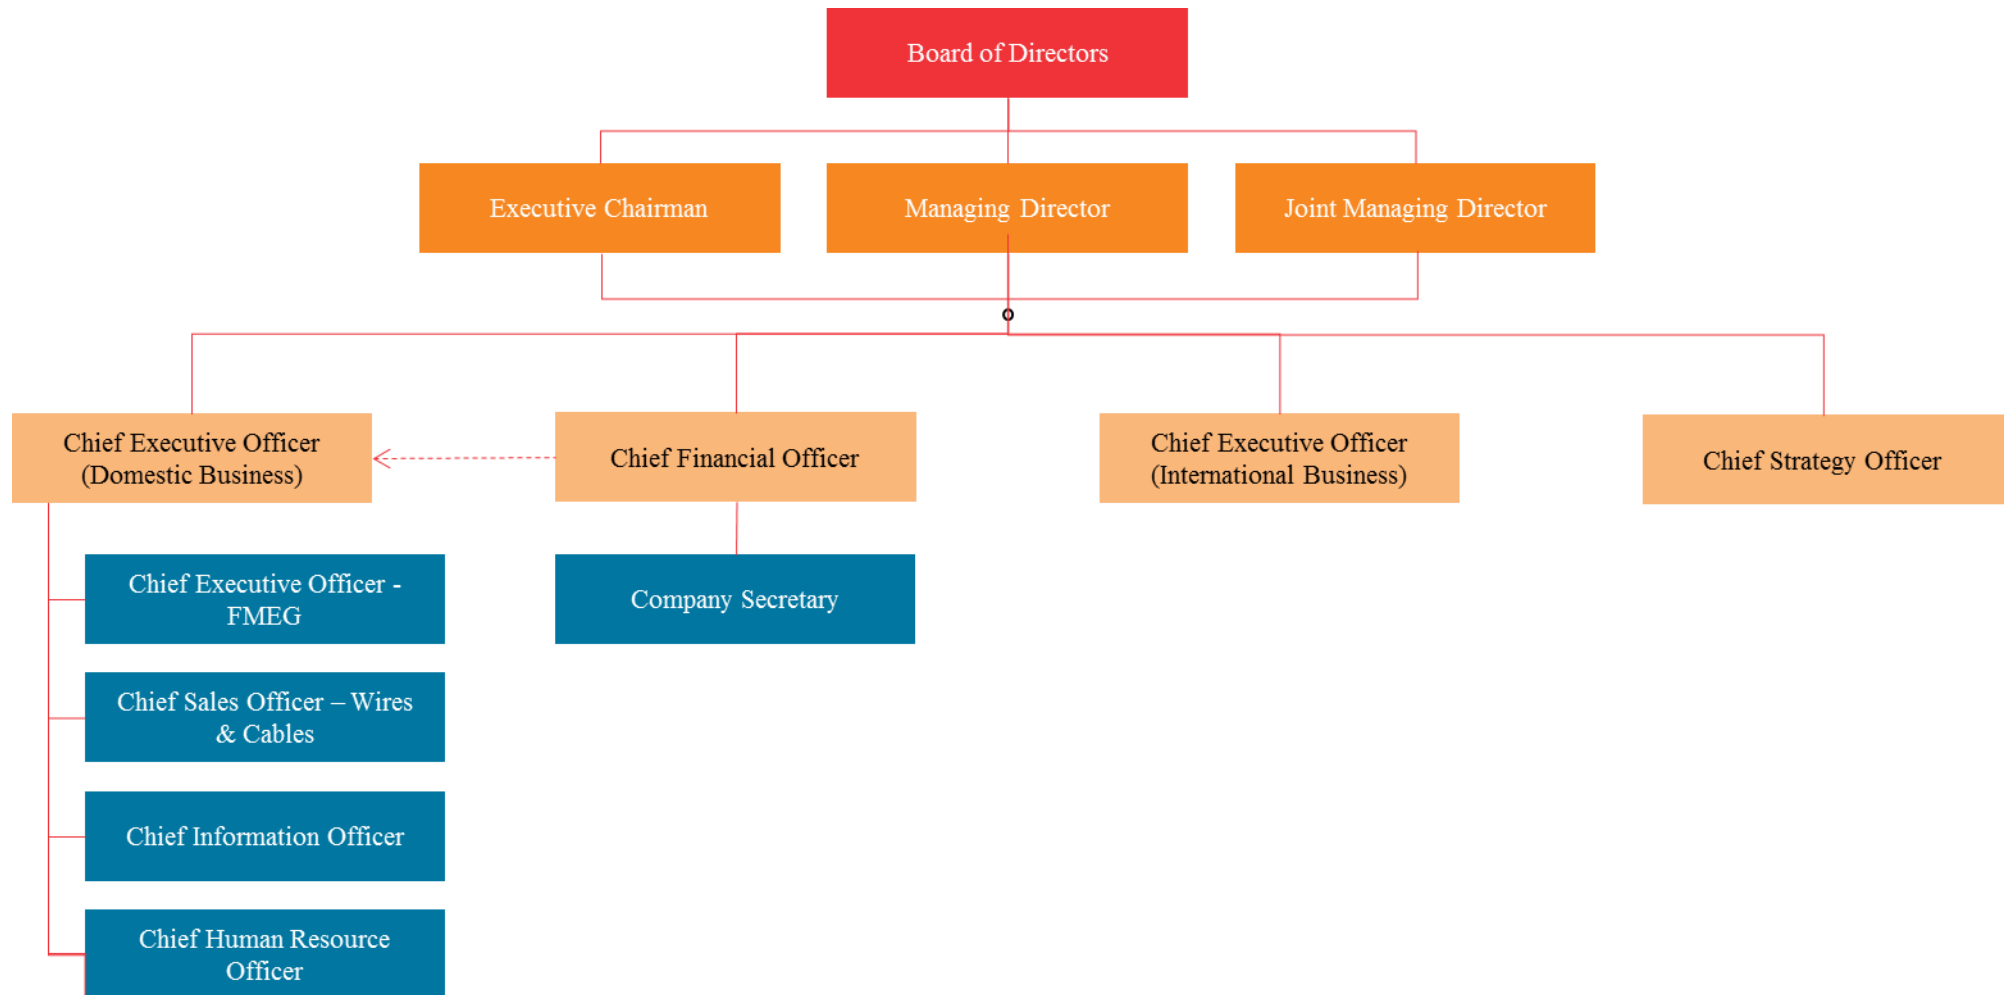 Board of Directors
Executive Chairman
Managing Director
Joint Managing Director
Chief Executive Officer
(Domestic Business)
Chief Financial Officer
Chief Executive Officer
(International Business)
Chief Strategy Officer
Chief Executive Officer -
FMEG
Company Secretary
Chief Sales Officer – Wires
& Cables
Chief Information Officer
Chief Human Resource
Officer